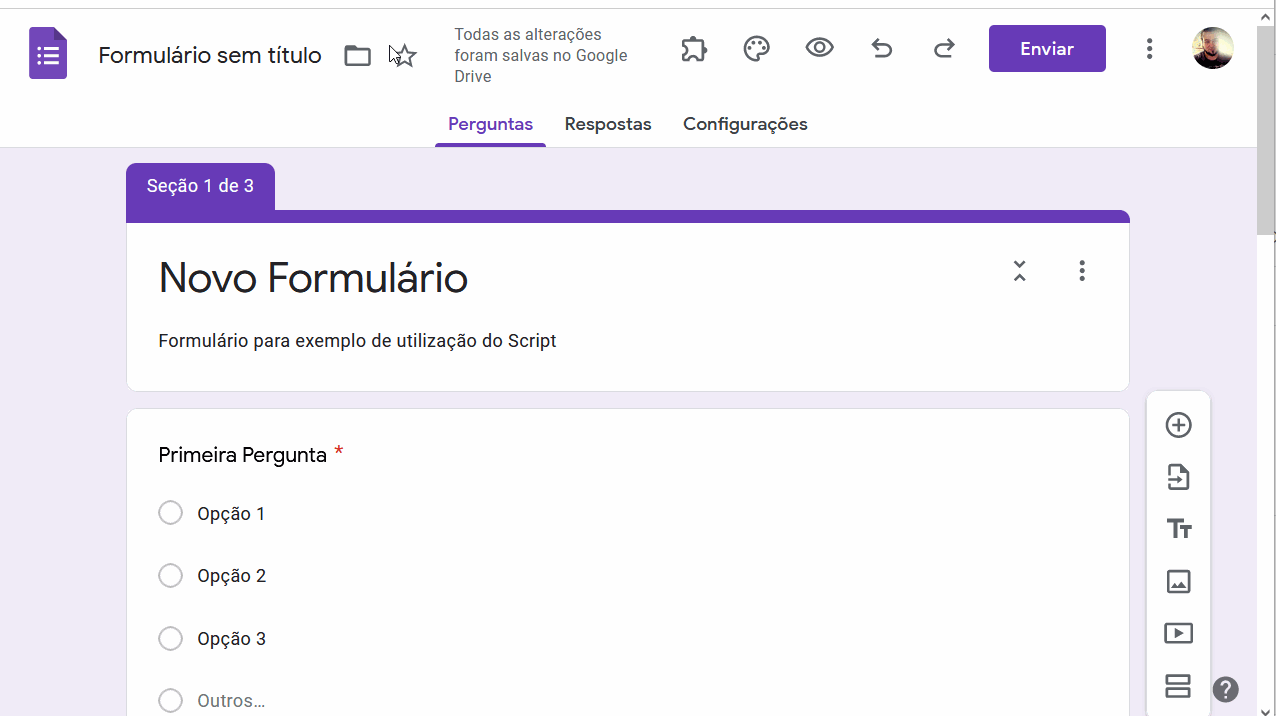 Formulário sem título
Todas as alterações
foram salvas no Google
Drive
Enviar
Perguntas Respostas Configurações
Seção 1 de 3
Novo Formulário
Formulário para exemplo de utilização do Script
Primeira Pergunta *
Opção 1
Opção 2
Opção 3
Outros...
Tт
?